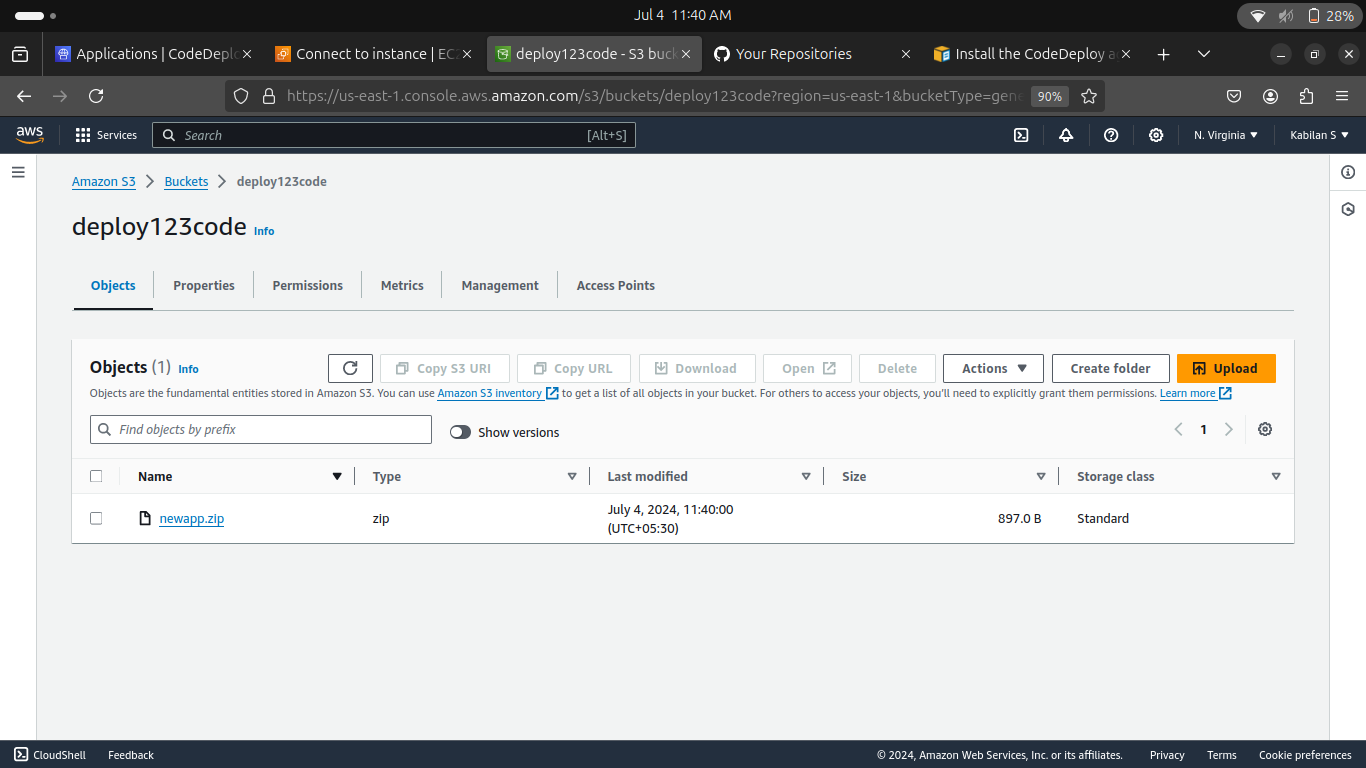 Jul 4 11:40 AM
28%
Applications | CodeDeplo
Connect to instance | EC2
deploy123code - S3 buck
Your Repositories
Install the CodeDeploy a
https://us-east-1.console.aws.amazon.com/s3/buckets/deploy123code?region=us-east-1&bucketType=gene
90%
aws
Services
Search
[Alt+S]
N. Virginia
Kabilan S
Amazon S3
Buckets
deploy123code
deploy123code Info
Objects
Properties
Permissions
Metrics
Management
Access Points
Objects (1) Info
Copy S3 URI
Copy URL
Download
Open
Delete
Actions
Create folder
Upload
Objects are the fundamental entities stored in Amazon S3. You can use Amazon S3 inventory to get a list of all objects in your bucket. For others to access your objects, you'll need to explicitly grant them permissions. Learn more
Find objects by prefix
Show versions
1
Name
Type
Last modified
Size
Storage class
newapp.zip
zip
July 4, 2024, 11:40:00
(UTC+05:30)
897.0 B
Standard
CloudShell
Feedback
© 2024, Amazon Web Services, Inc. or its affiliates.
Privacy
Terms
Cookie preferences